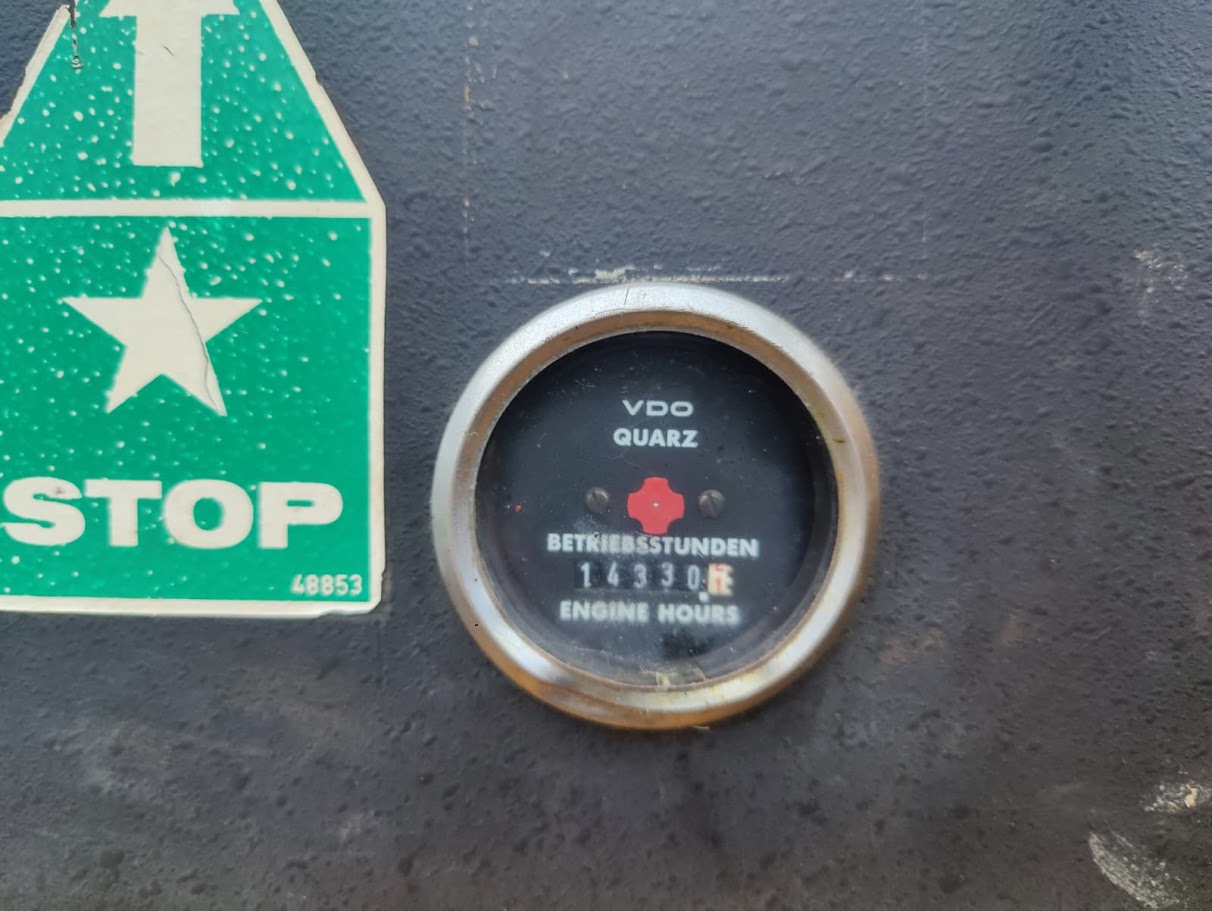 STOP
48853
VDO
QUARZ
BETRIEBSSTUNDEN
14330
ENGINE HOURS